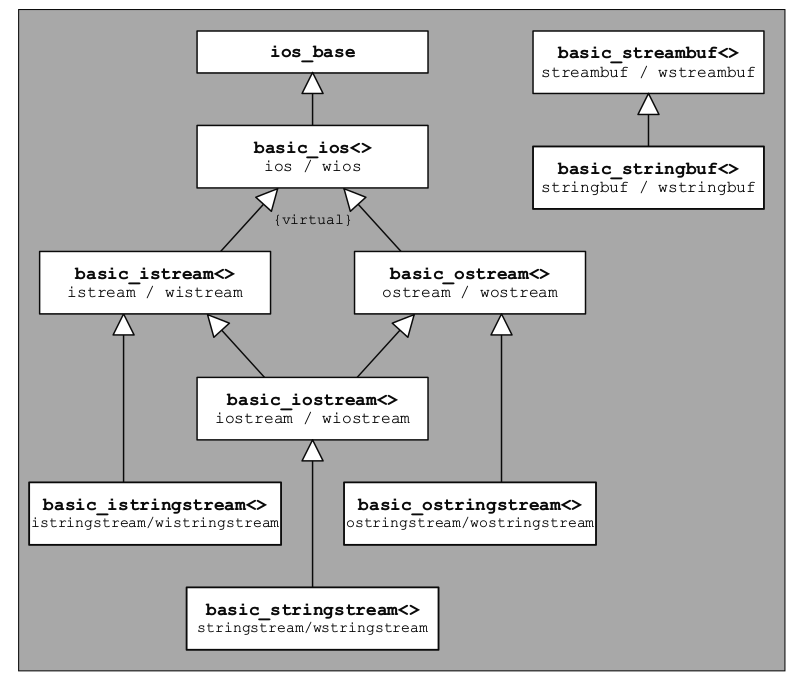 ios_base
basic_streambuf<>
streambuf / wstreambuf
basic_ios<>
ios / wios
basic_stringbuf<>
stringbuf / wstringbuf
{virtual}
basic_istream<>
istream / wistream
basic_ostream<>
ostream / wostream
basic_iostream<>
iostream / wiostream
basic_istringstream<>
istringstream/wistringstream
basic_ostringstream<>
ostringstream/wostringstream
basic_stringstream<>
stringstream/wstringstream